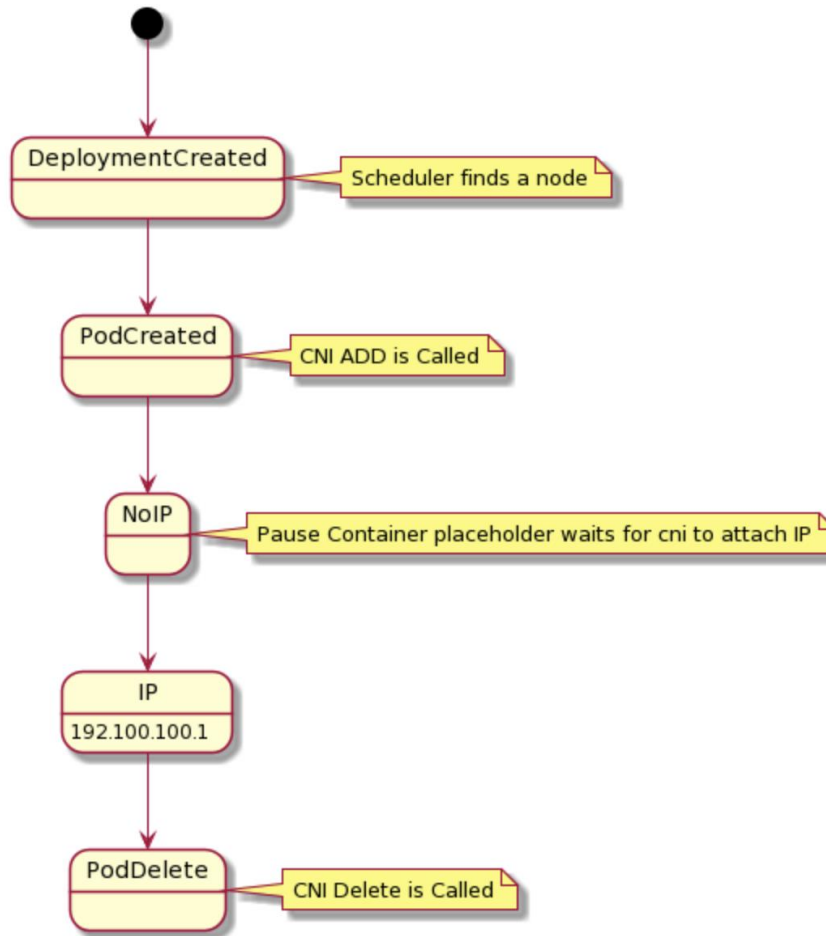 DeploymentCreated
Scheduler finds a node
PodCreated
CNI ADD is Called
NoIP
Pause Container placeholder waits for cni to attach IP
IP
192.100.100.1
PodDelete
CNI Delete is Called